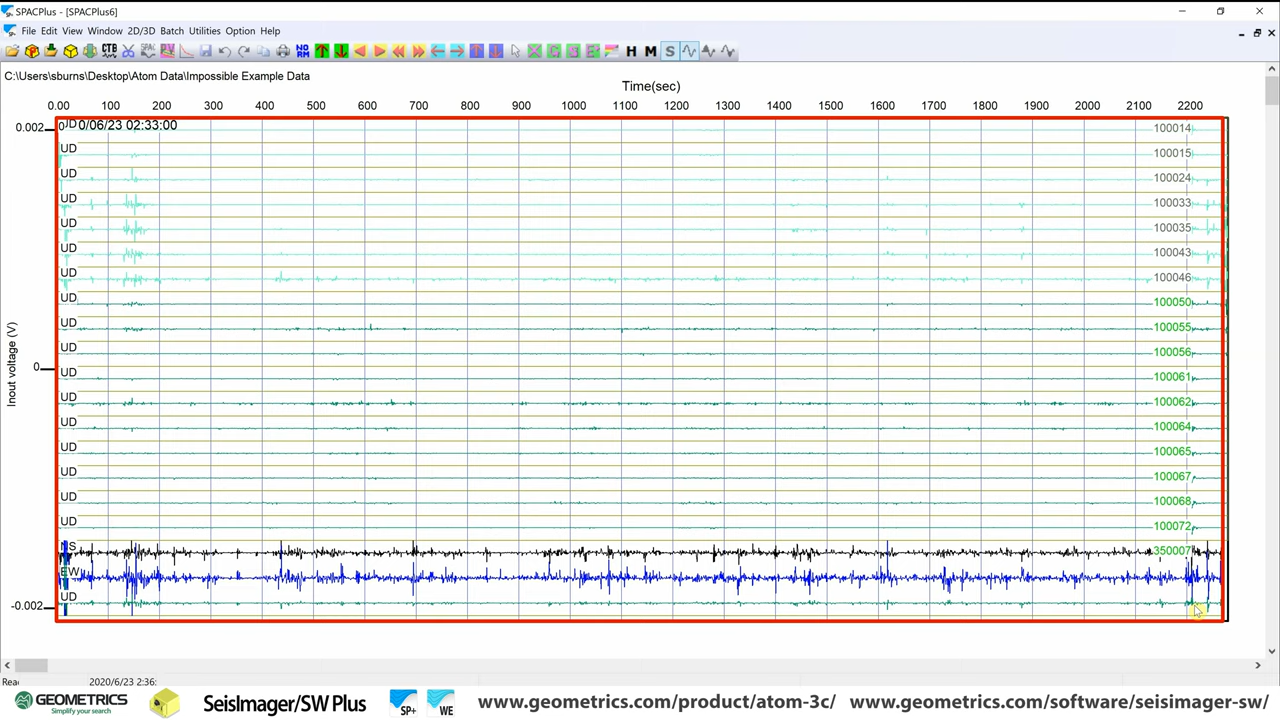 SPACPlus - [SPACPlus6]
File Edit View Window 2D/3D Batch Utilities Option Help
CTB SPAC NO RM H M S
C:\Users\sburns\Desktop\Atom Data\Impossible Example Data
Time(sec)
0.00 100 200 300 400 500 600 700 800 900 1000 1100 1200 1300 1400 1500 1600 1700 1800 1900 2000 2100 2200
0.002
UD 0/06/23 02:33:00 100014
UD 100015
UD 100024
UD 100033
UD 100035
UD 100043
UD 100046
UD 100050
UD 100055
UD 100056
Inout voltage (V)
0
UD 100061
UD 100062
UD 100064
UD 100065
UD 100067
UD 100068
UD 100072
NS 350007
EW
UD
-0.002
2020/6/23 2:36:
GEOMETRICS
Simplify your search
SeisImager/SW Plus
SP+
WE
www.geometrics.com/product/atom-3c/
www.geometrics.com/software/seisimager-sw/